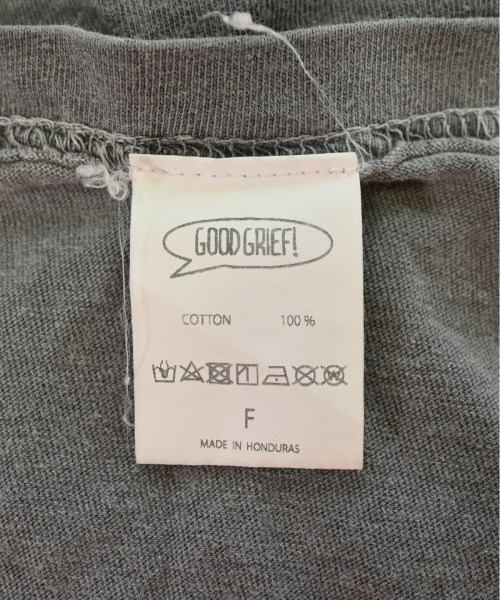 GOOD GRIEF!
COTTON 100%
F
MADE IN HONDURAS